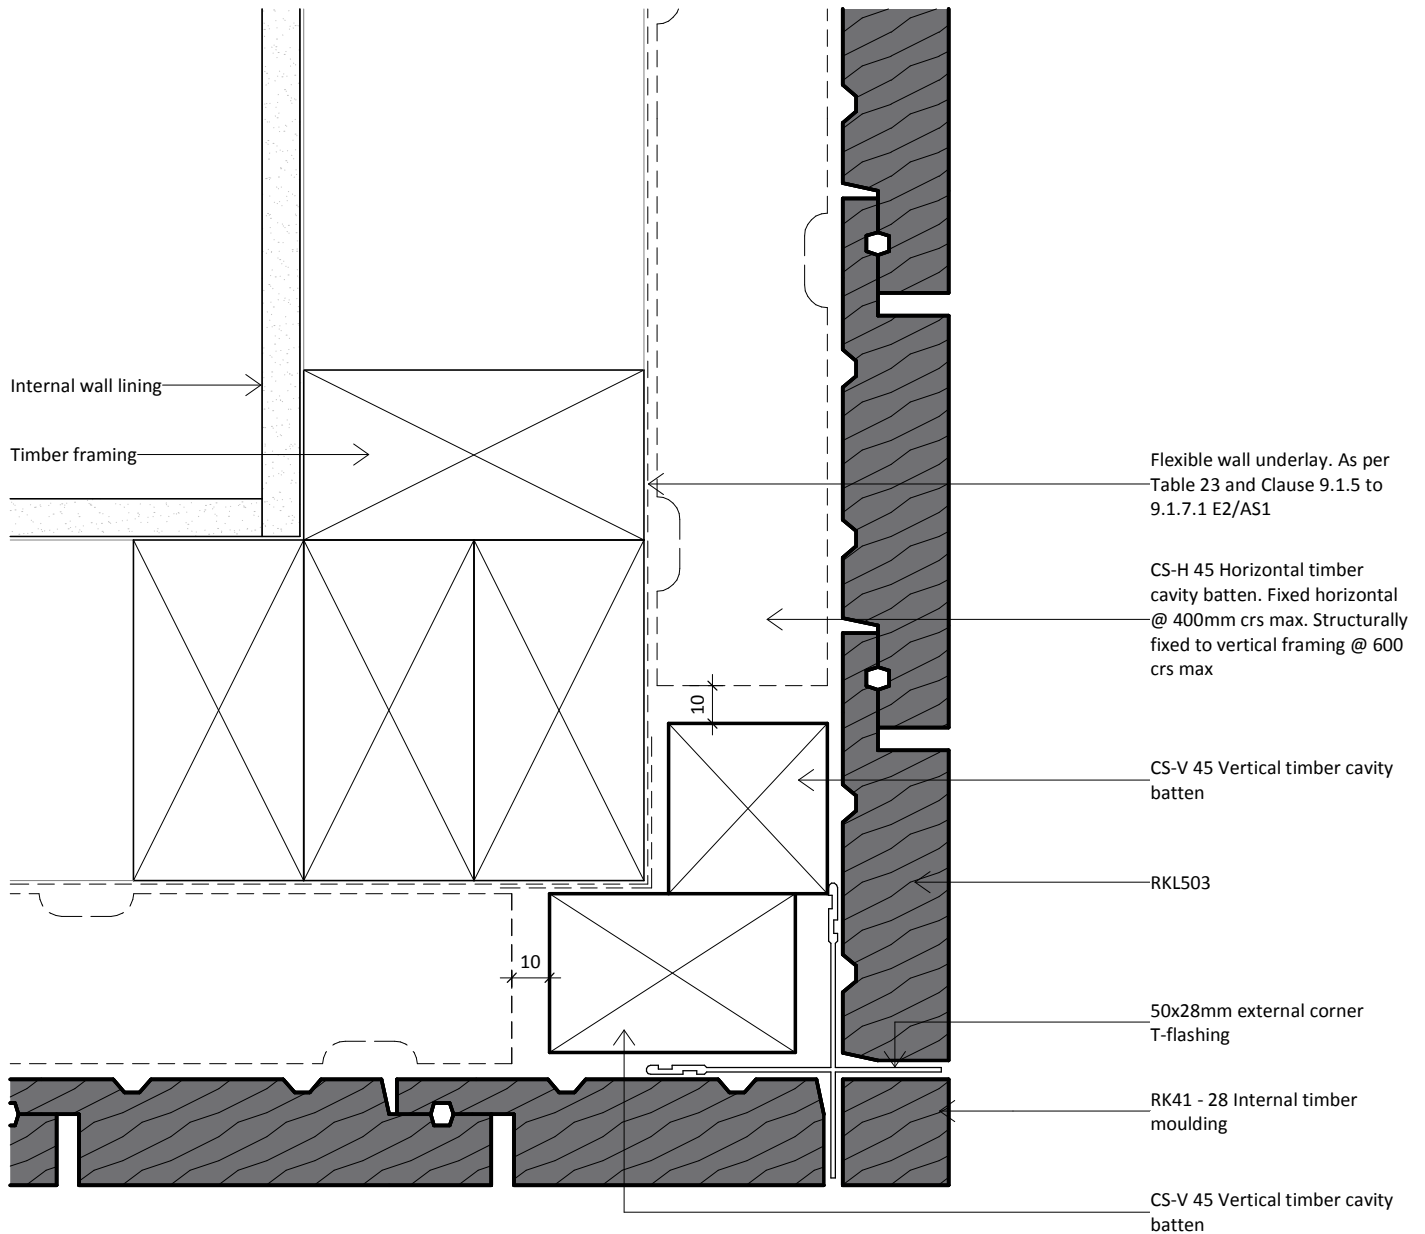 Internal wall lining
Timber framing
Flexible wall underlay. As per
Table 23 and Clause 9.1.5 to
9.1.7.1 E2/AS1
CS-H 45 Horizontal timber
cavity batten. Fixed horizontal
@ 400mm crs max. Structurally
fixed to vertical framing @ 600
crs max
10
CS-V 45 Vertical timber cavity
batten
RKL503
10
50x28mm external corner
T-flashing
RK41 - 28 Internal timber
moulding
CS-V 45 Vertical timber cavity
batten